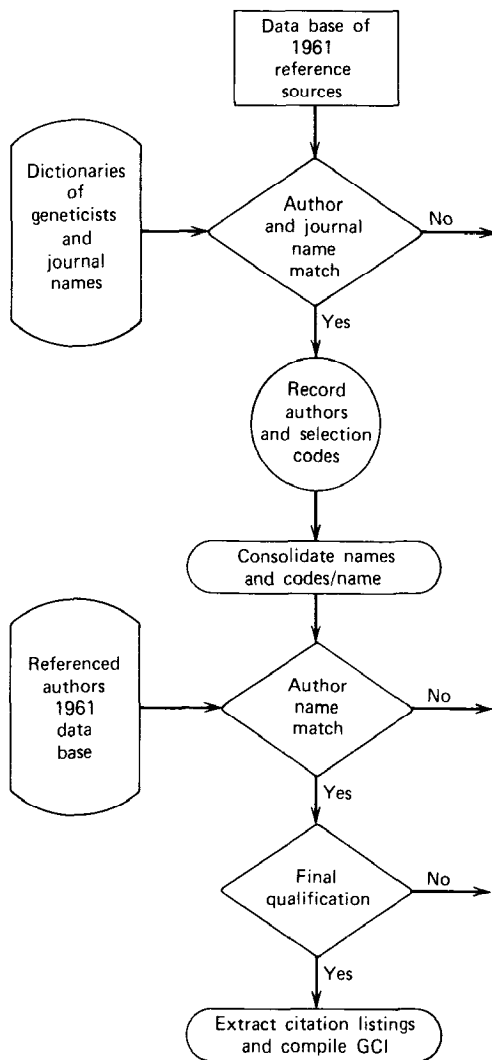 Data base of
1961
reference
sources
Dictionaries
of
geneticists
and
journal
names
Author
and journal
name
match
No
Yes
Record
authors
and selection
codes
Consolidate names
and codes/name
Referenced
authors
1961
data
base
Author
name
match
No
Yes
Final
qualification
No
Yes
Extract citation listings
and compile GCI